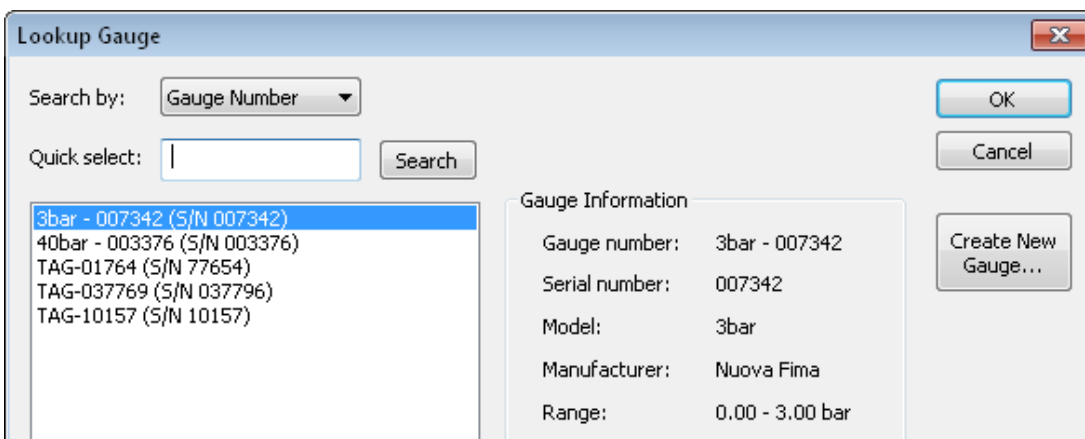 Lookup Gauge
Search by:
Gauge Number
OK
Quick select:
Search
Cancel
3bar - 007342 (S/N 007342)
40bar - 003376 (S/N 003376)
TAG-01764 (S/N 77654)
TAG-037769 (S/N 037796)
TAG-10157 (S/N 10157)
Gauge Information
Gauge number: 3bar - 007342
Serial number: 007342
Model: 3bar
Manufacturer: Nuova Fima
Range: 0.00 - 3.00 bar
Create New
Gauge...